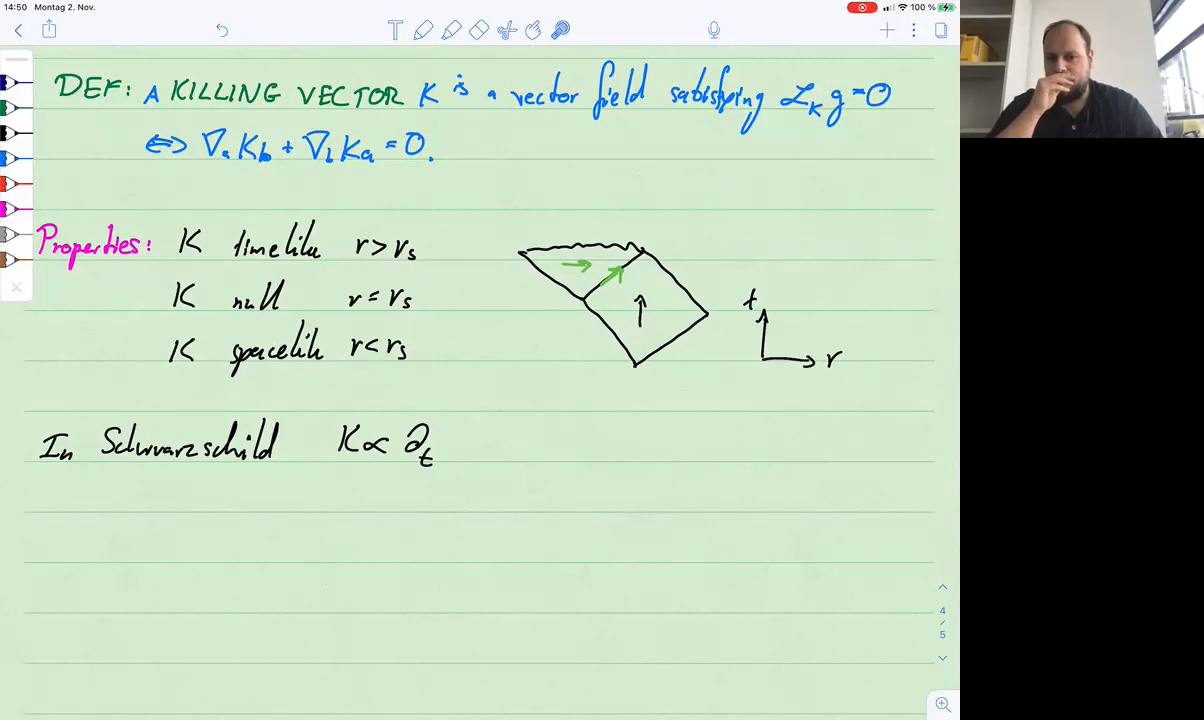 14:50 Montag 2. Nov.
100 %
T
DEF: A KILLING VECTOR K is a vector field satisfying ℒ_K g = 0
⟺ ∇_a K_b + ∇_b K_a = 0.
Properties: K timelike r > r_s
K null r = r_s
K spacelik r < r_s
t
r
In Schwarzschild K ∝ ∂_t
4
/
5